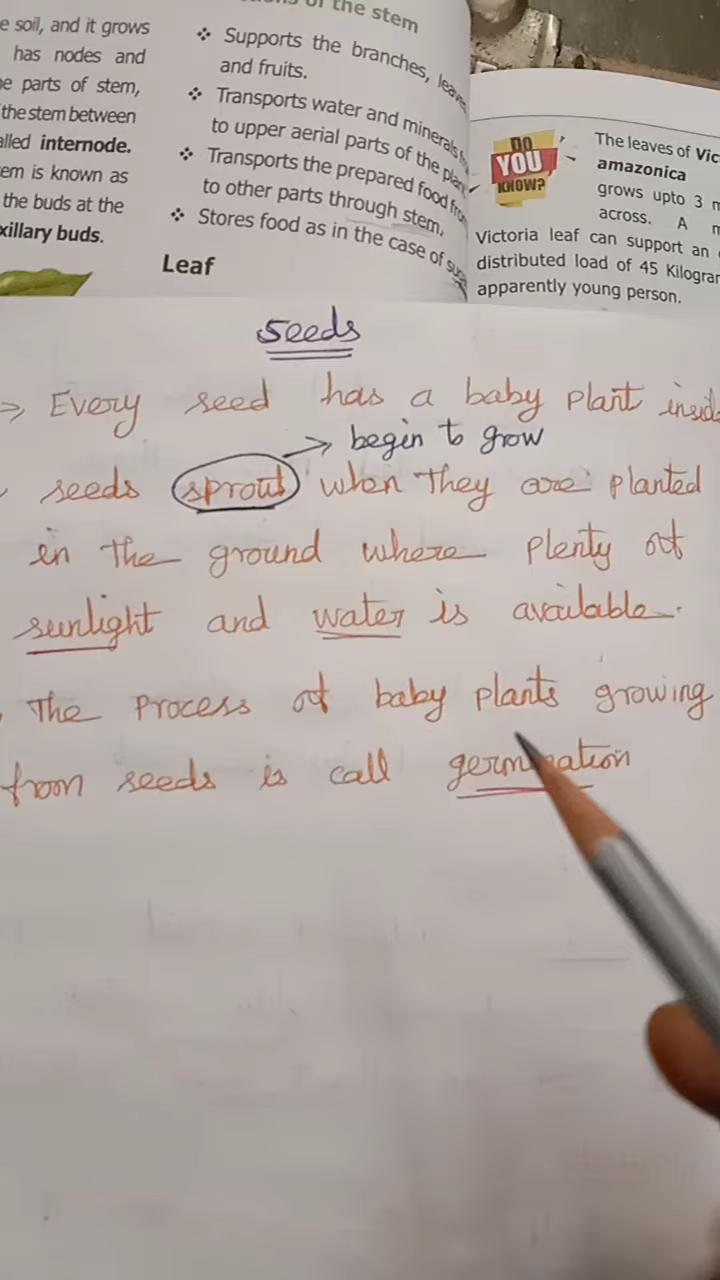 of the stem
e soil, and it grows
has nodes and
e parts of stem,
the stem between
alled internode.
em is known as
the buds at the
xillary buds.
❖ Supports the branches, leaves
and fruits.
❖ Transports water and minerals
to upper aerial parts of the plant
❖ Transports the prepared food from
to other parts through stem.
❖ Stores food as in the case of
Leaf
DO
YOU
KNOW?
The leaves of Vic
amazonica
grows upto 3 m
across. A m
Victoria leaf can support an
distributed load of 45 Kilogra
apparently young person.
seeds
⇒ Every seed has a baby plant insid
→ begin to grow
seeds sprout when they are planted
in the ground where plenty of
sunlight and water is available.
The process of baby plants growing
from seeds is call germination